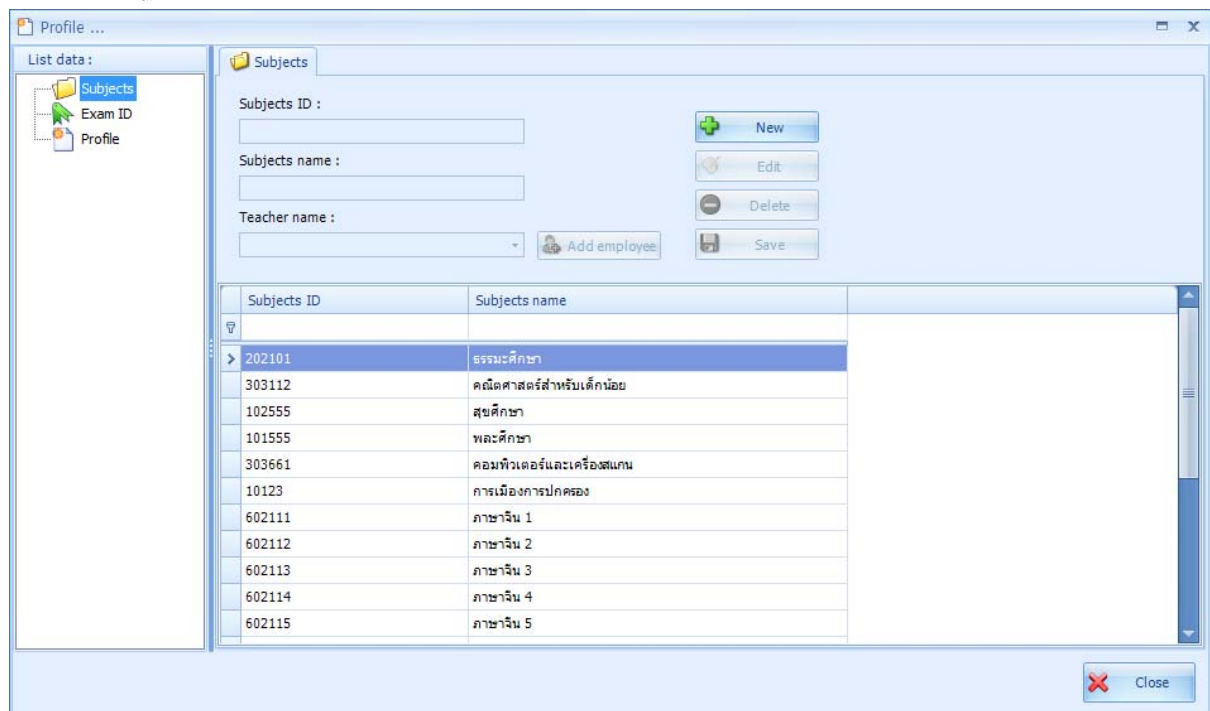 Profile ...
List data :
Subjects
Exam ID
Profile
Subjects
Subjects ID :
Subjects name :
Teacher name :
Add employee
New
Edit
Delete
Save
Subjects ID Subjects name
202101 ธรรมะศึกษา
303112 คณิตศาสตร์สำหรับเด็กน้อย
102555 สุขศึกษา
101555 พละศึกษา
303661 คอมพิวเตอร์และเครื่องสแกน
10123 การเมืองการปกครอง
602111 ภาษาจีน 1
602112 ภาษาจีน 2
602113 ภาษาจีน 3
602114 ภาษาจีน 4
602115 ภาษาจีน 5
Close